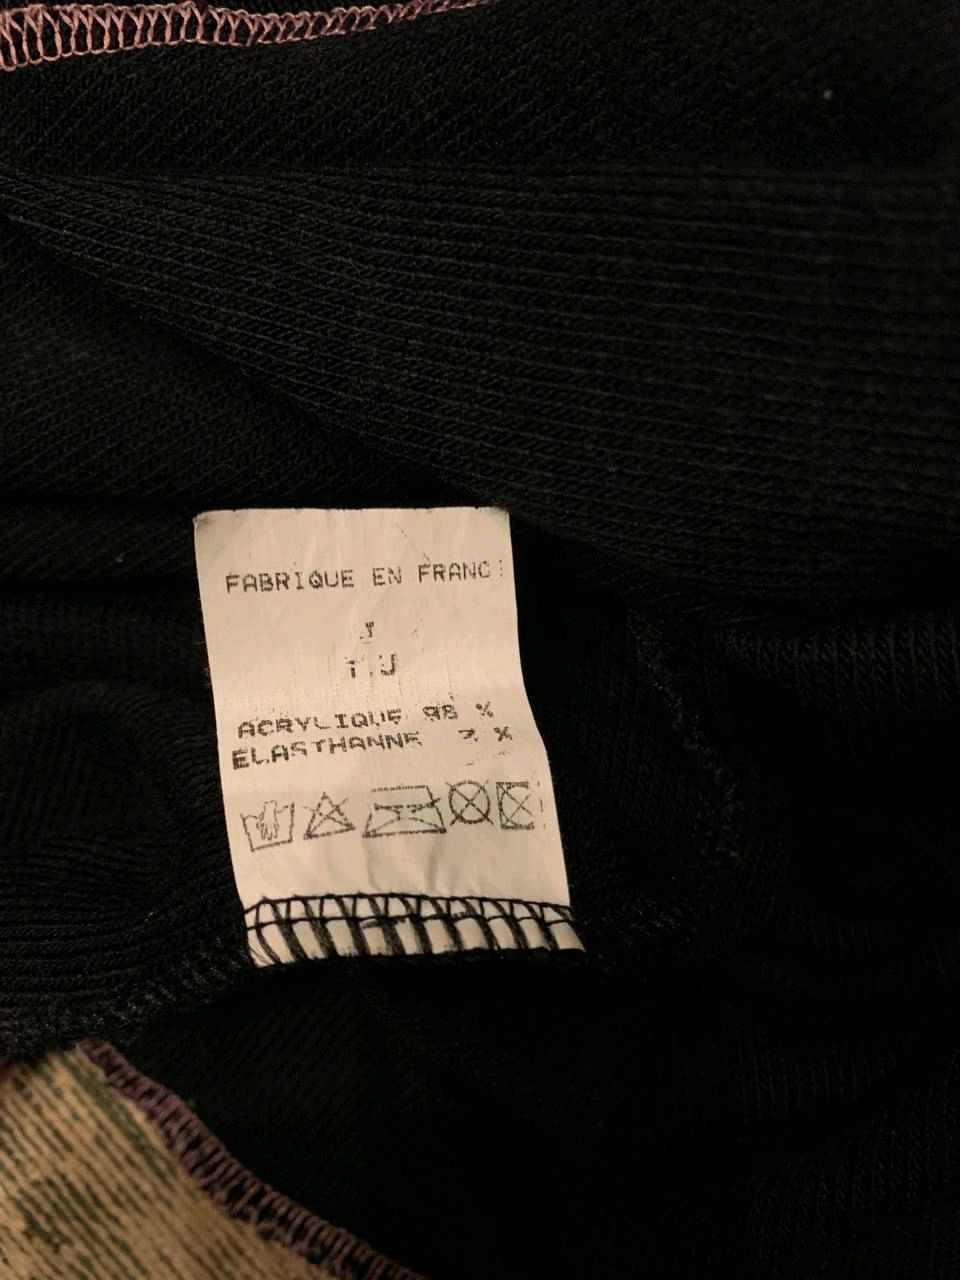 FABRIQUE EN FRANC
T
T U
ACRYLIQUE 98 %
ELASTHANNE 2 %